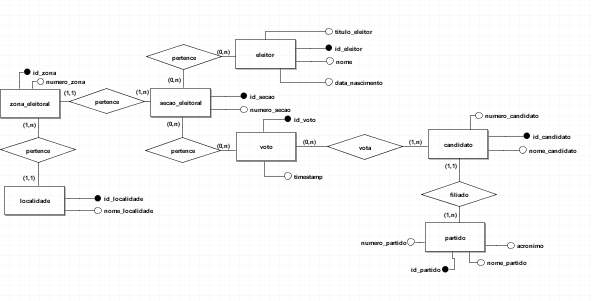 titulo_eleitor
id_eleitor
nome
data_nascimento
eleitor
(0,n)
pertence
(0,n)
id_zona
numero_zona
(1,1)
zona_eleitoral
(1,n)
pertence
(1,n)
secao_eleitoral
id_secao
numero_secao
(0,n)
pertence
(0,n)
id_voto
voto
timestamp
(0,n)
vota
(1,n)
numero_candidato
id_candidato
nome_candidato
candidato
(1,1)
pertence
(1,1)
localidade
id_localidade
nome_localidade
filiado
(1,n)
partido
numero_partido
acronimo
nome_partido
id_partido